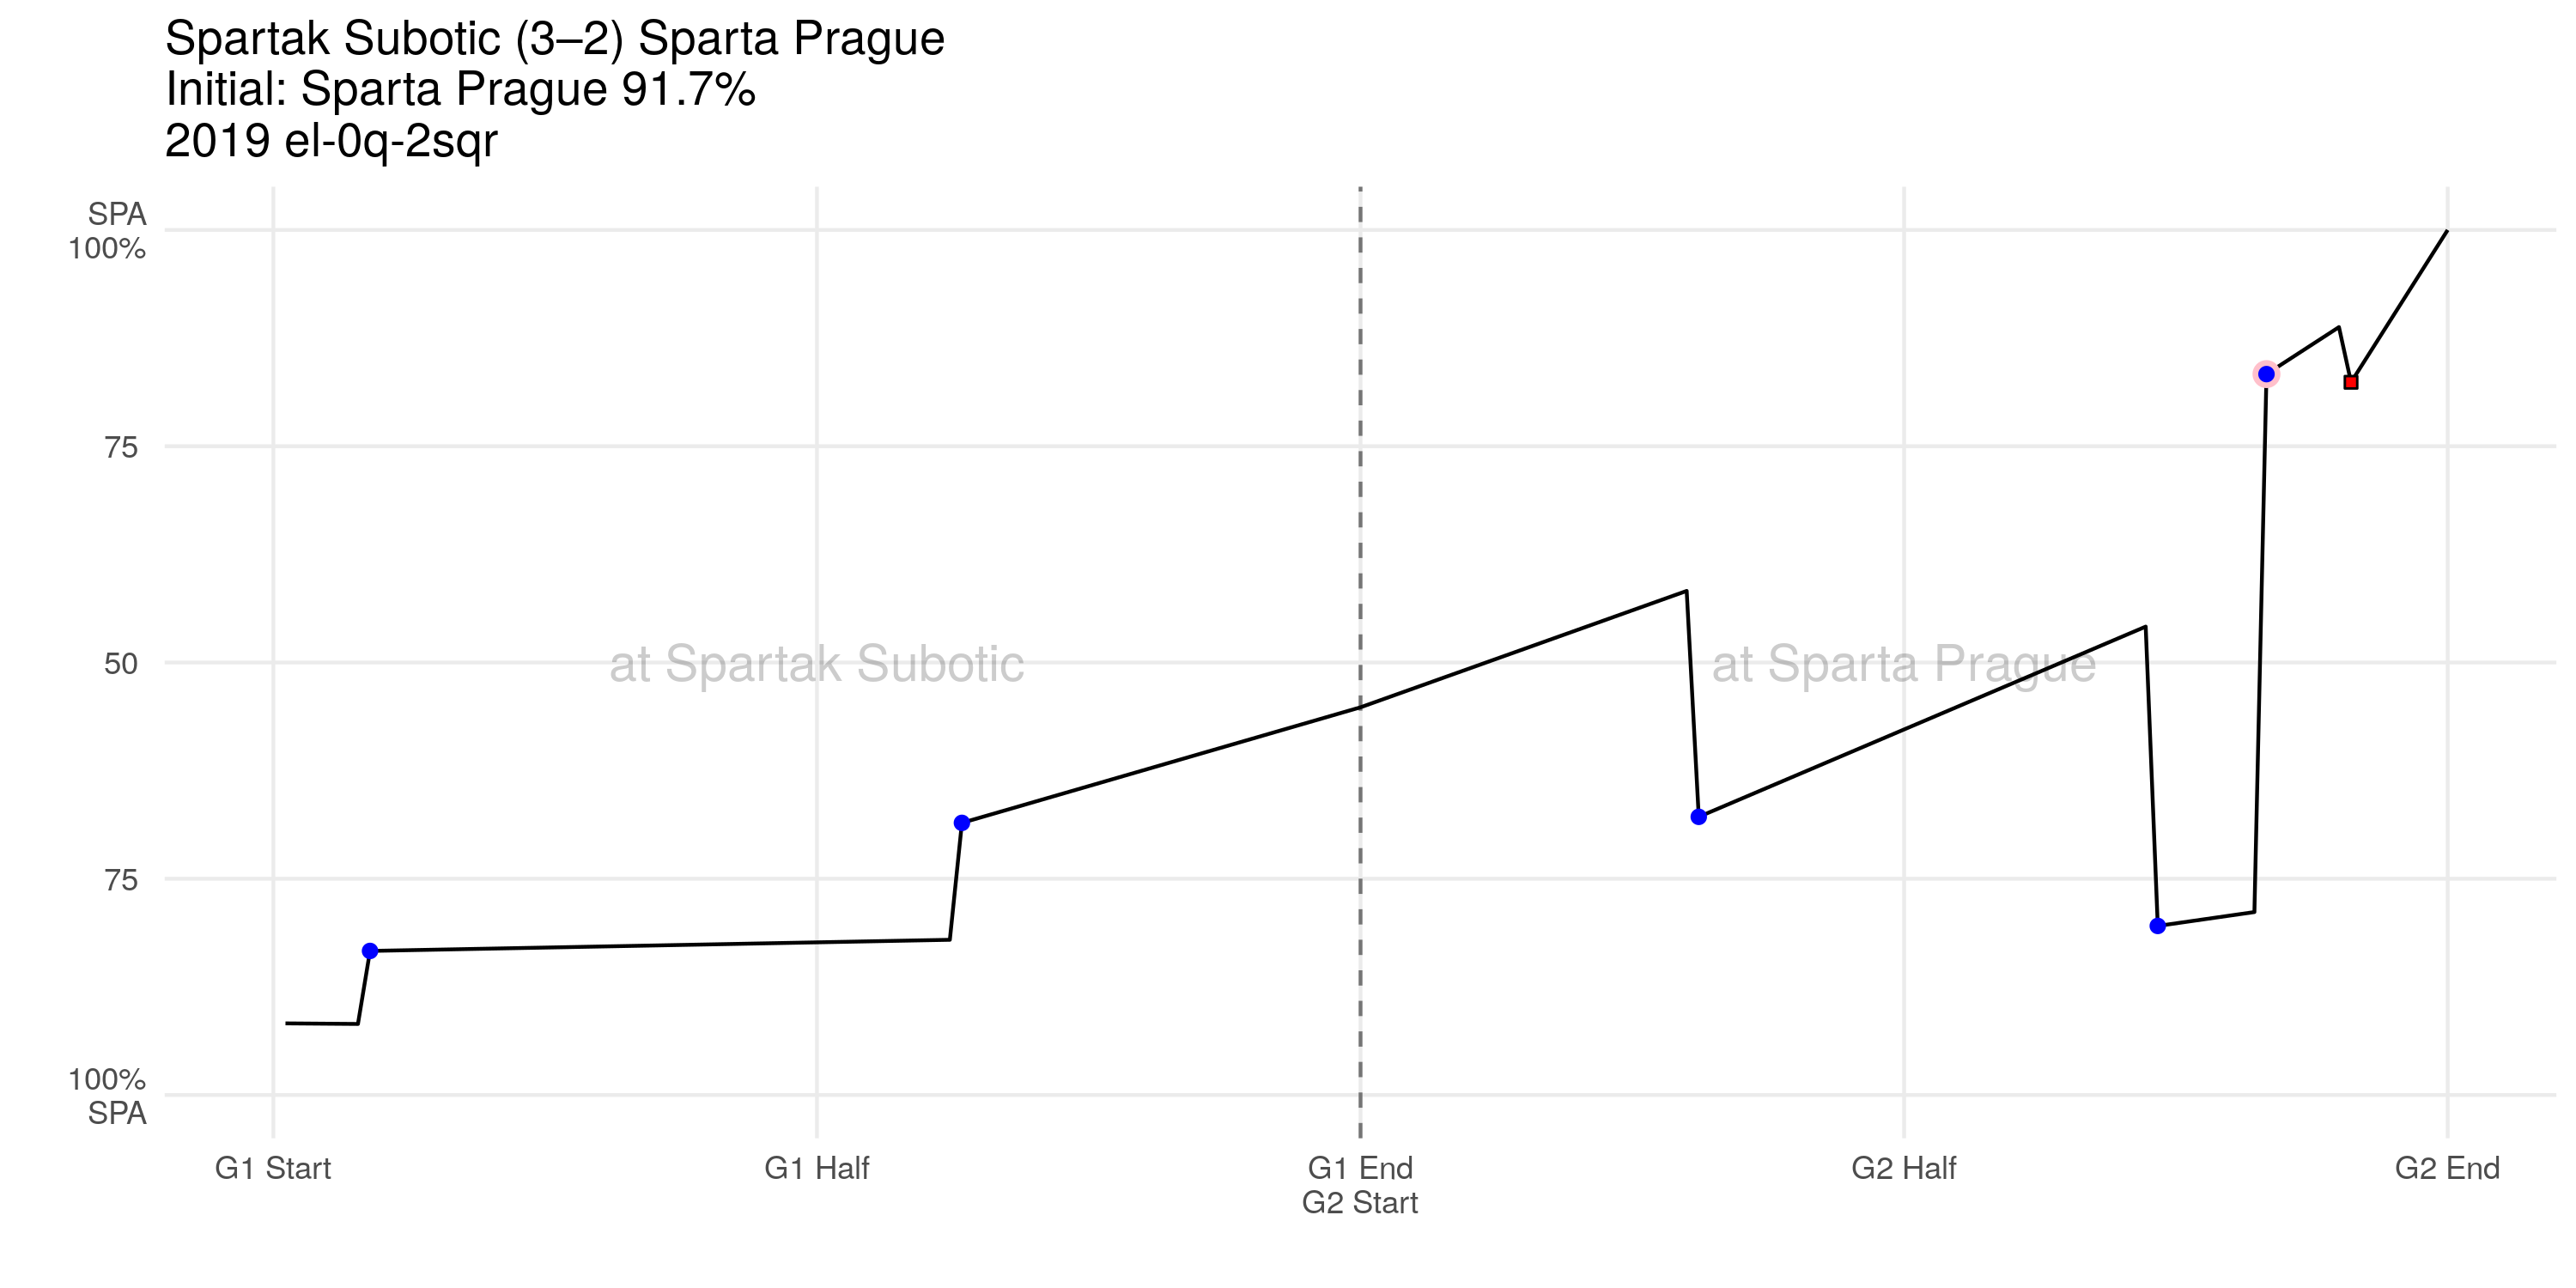 Spartak Subotic (3–2) Sparta Prague
Initial: Sparta Prague 91.7%
2019 el-0q-2sqr
SPA
100%
75
50
75
100%
SPA
at Spartak Subotic
at Sparta Prague
G1 Start
G1 Half
G1 End
G2 Start
G2 Half
G2 End